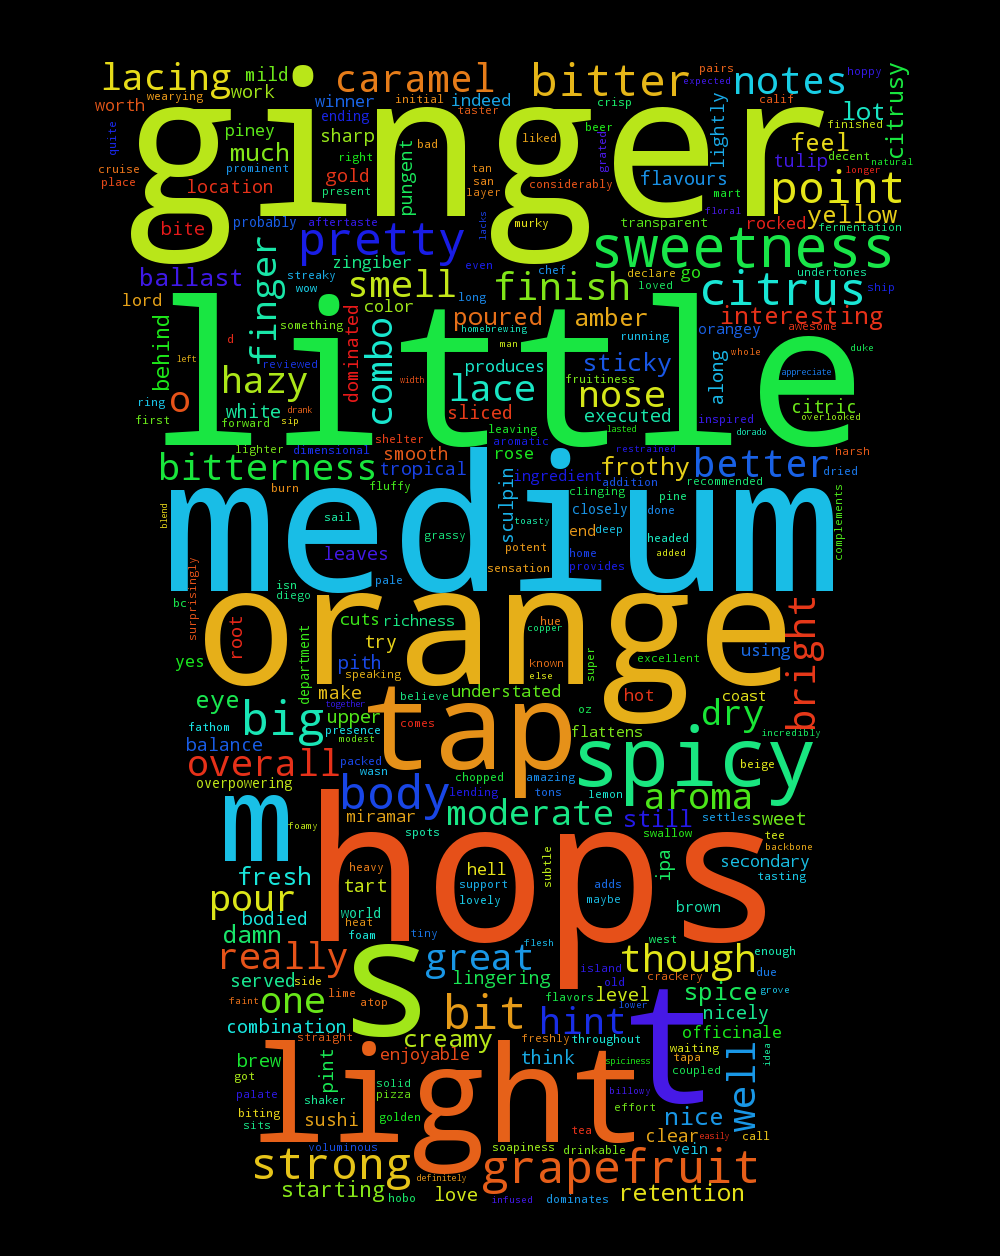 lacing mild caramel bitter pairs expected notes hoppy
worth wearying work winner ending initial taster indeed crisp calif lot citrusy
quite piney sharp right bad liked beer grated lightly feel finished decent natural
cruise place prominent much location gold present pungent tan san layer considerably flavours mart tulip longer
ginger
bite probably aftertaste lacks murky transparent floral point rocked yellow fermentation
ballast finger zingiber pretty even chef sweetness declare go undertones
lord streaky wow smell color long finish loved citrus ship
something combo poured homebrewing amber running orangey interesting awesome
behind d dominated man whole duke
left hazy reviewed produces sticky fruitiness along appreciate
little
ring o white drank sip width lace nose executed citric overlooked
first forward sliced leaving lasted inspired dorado
lighter dimensional shelter smooth aromatic rose restrained harsh
bitterness burn fluffy tropical sculpin ingredient addition frothy better recommended dried
blend sail grassy toasty clinging closely pine done complements
medium
leaves potent end deep headed added
surprisingly pale sensation home provides
bc isn diego
orange
root cuts richness hue copper using bright
yes department try pith speaking known else super excellent
eye make believe understated hot coast
fathom big upper together presence comes tap oz flattens dry incredibly
balance modest
overall packed wasn chopped amazing spicy beige
overpowering body lending tons lemon aroma
m foamy miramar spots moderate still settles sweet
hops
swallow tee backbone
heavy hell subtle ipa secondary
fresh tart support adds tasting
pour lovely maybe brown
bodied world heat foam
damn tiny flesh west enough
really great though
served side lingering island old crackery due
faint one lime atop s flavors level lower spice grove
combination bit hint nicely
straight creamy freshly throughout officinale
brew pint enjoyable think spiciness waiting tapa t well idea
got solid coupled
palate shaker pizza billowy
light
biting sushi golden effort nice
sits tea clear easily call
voluminous soapiness drinkable vein
strong definitely grapefruit
starting hobo love infused dominates retention